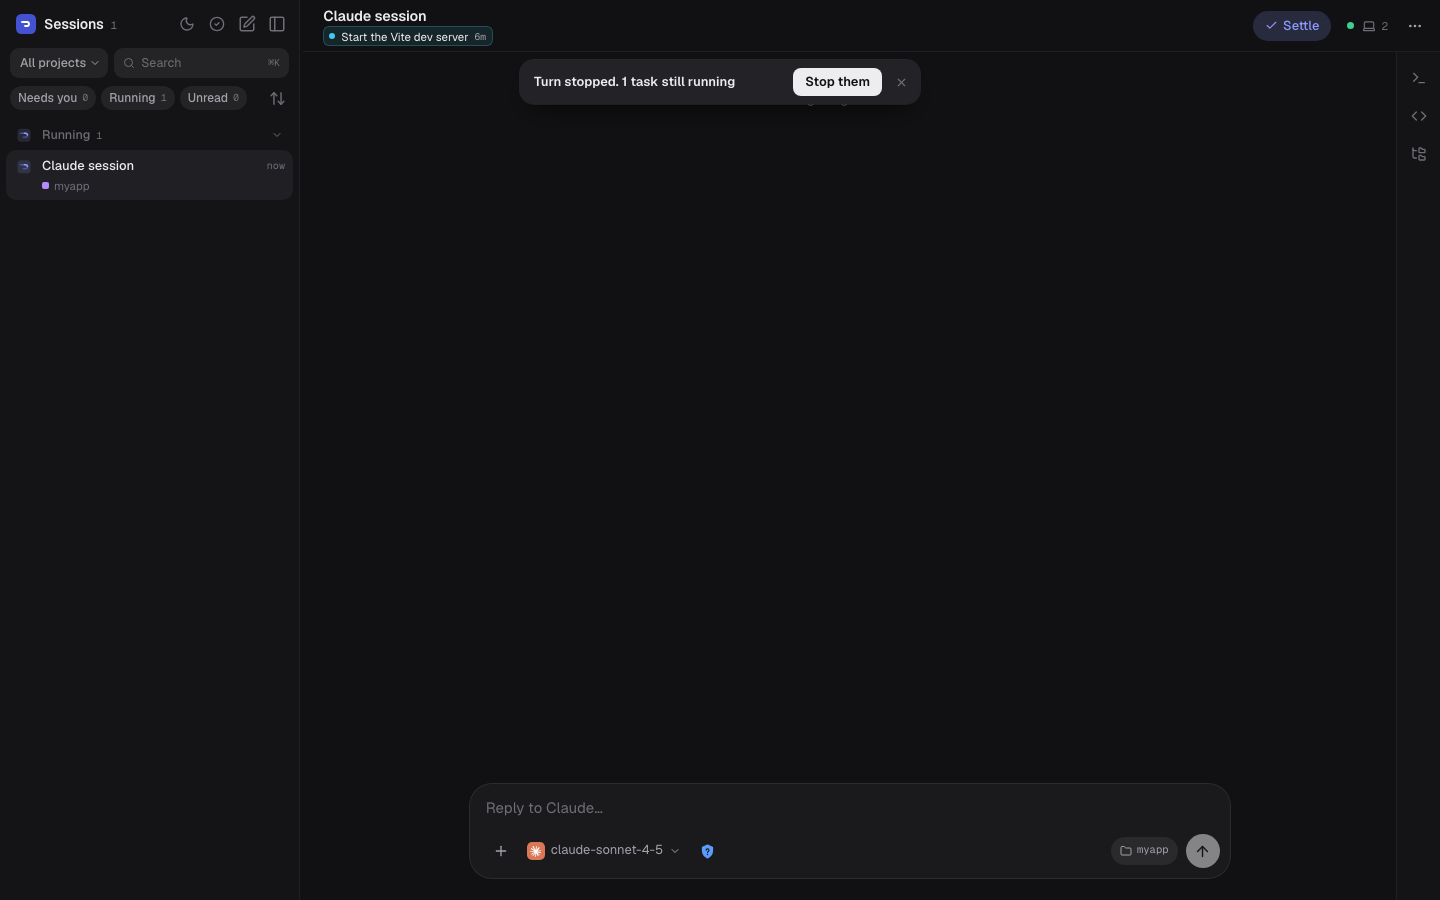 Sessions 1
All projects
Search ⌘K
Needs you 0
Running 1
Unread 0
Running 1
Claude session now
myapp
Claude session
Start the Vite dev server 6m
Settle
2
Turn stopped. 1 task still running
Stop them
Reply to Claude...
claude-sonnet-4-5
myapp